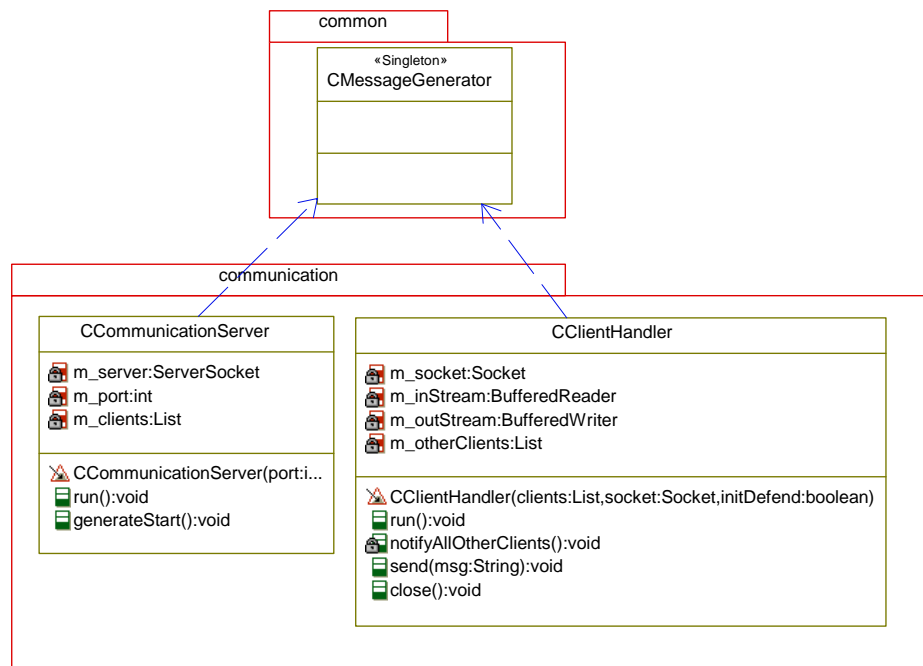 common
«Singleton»
CMessageGenerator
communication
CCommunicationServer
m_server:ServerSocket
m_port:int
m_clients:List
CCommunicationServer(port:i...
run():void
generateStart():void
CClientHandler
m_socket:Socket
m_inStream:BufferedReader
m_outStream:BufferedWriter
m_otherClients:List
CClientHandler(clients:List,socket:Socket,initDefend:boolean)
run():void
notifyAllOtherClients():void
send(msg:String):void
close():void